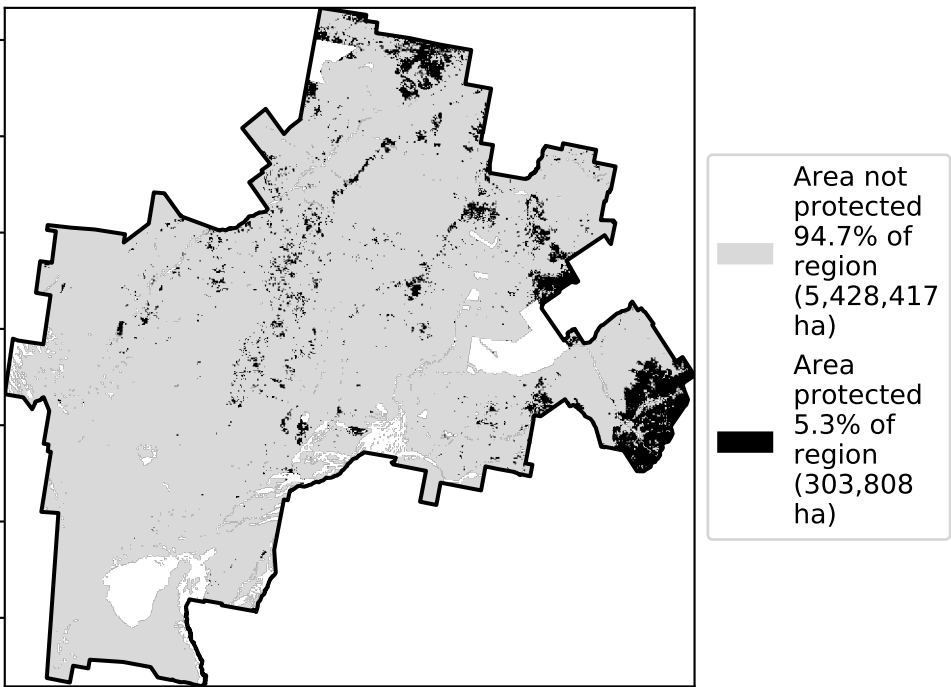 Area not
protected
94.7% of
region
(5,428,417
ha)
Area
protected
5.3% of
region
(303,808
ha)